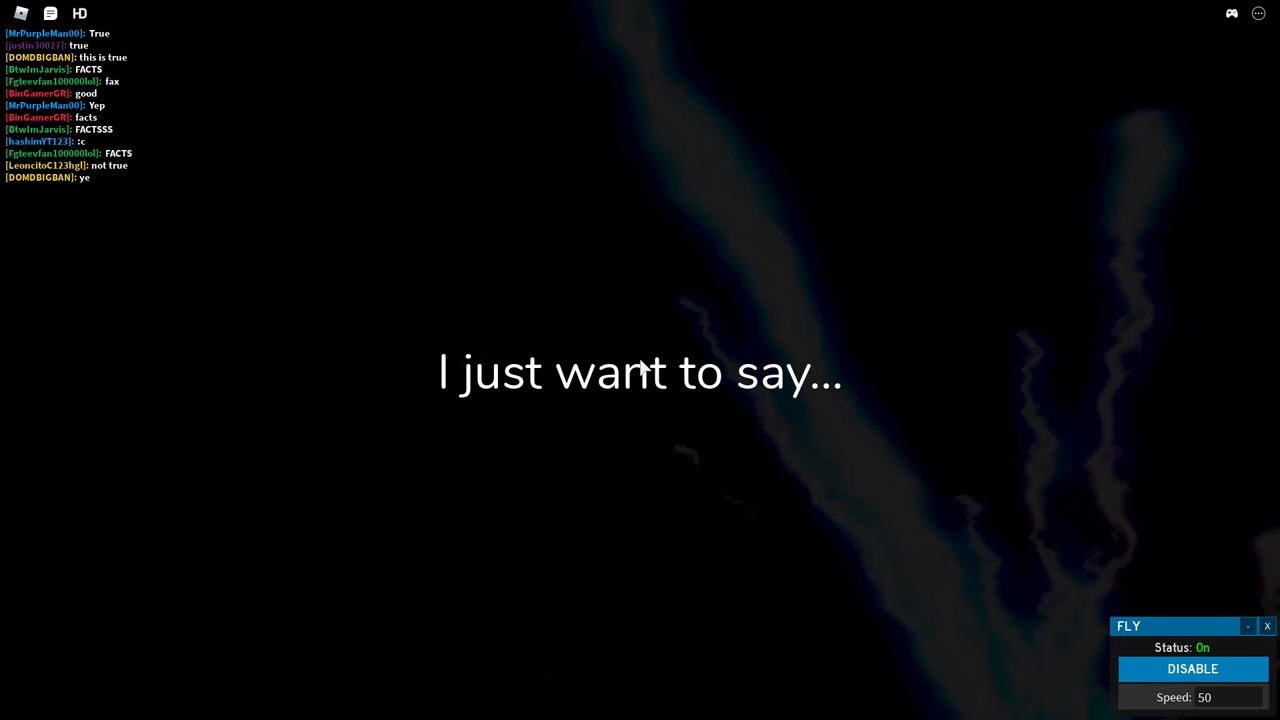 HD
[MrPurpleMan00]: True
[justin30027]: true
[DOMDBIGBAN]: this is true
[BtwImJarvis]: FACTS
[Fgteevfan100000lol]: fax
[BinGamerGR]: good
[MrPurpleMan00]: Yep
[BinGamerGR]: facts
[BtwImJarvis]: FACTSSS
[hashimYT123]: :c
[Fgteevfan100000lol]: FACTS
[LeoncitoC123hgl]: not true
[DOMDBIGBAN]: ye
I just want to say...
FLY - X
Status: On
DISABLE
Speed: 50